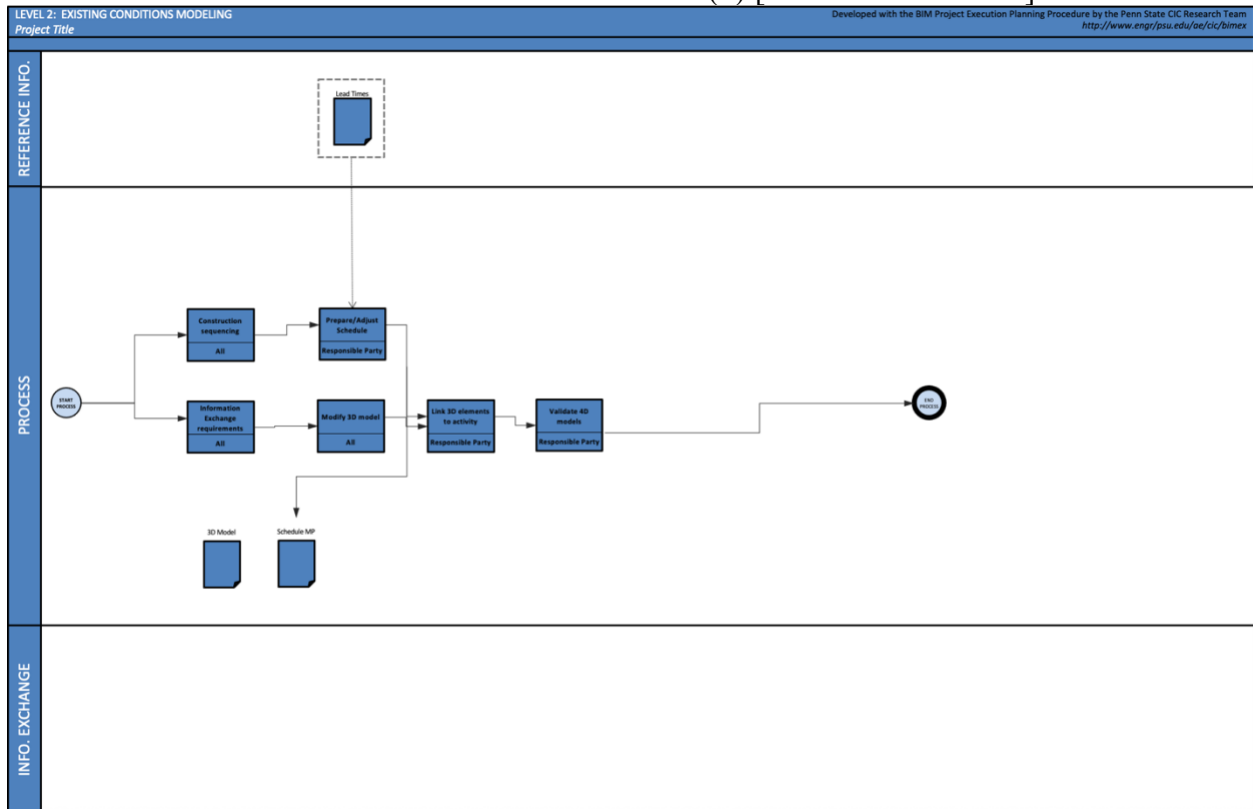 LEVEL 2: EXISTING CONDITIONS MODELING
Project Title
Developed with the BIM Project Execution Planning Procedure by the Penn State CIC Research Team
http://www.engr/psu.edu/ae/cic/bimex
REFERENCE INFO.
Lead Times
PROCESS
START
PROCESS
Construction
sequencing
All
Prepare/Adjust
Schedule
Responsible Party
Information
Exchange
requirements
All
Modify 3D model
All
Link 3D elements
to activity
Responsible Party
Validate 4D
models
Responsible Party
END
PROCESS
3D Model
Schedule MP
INFO. EXCHANGE